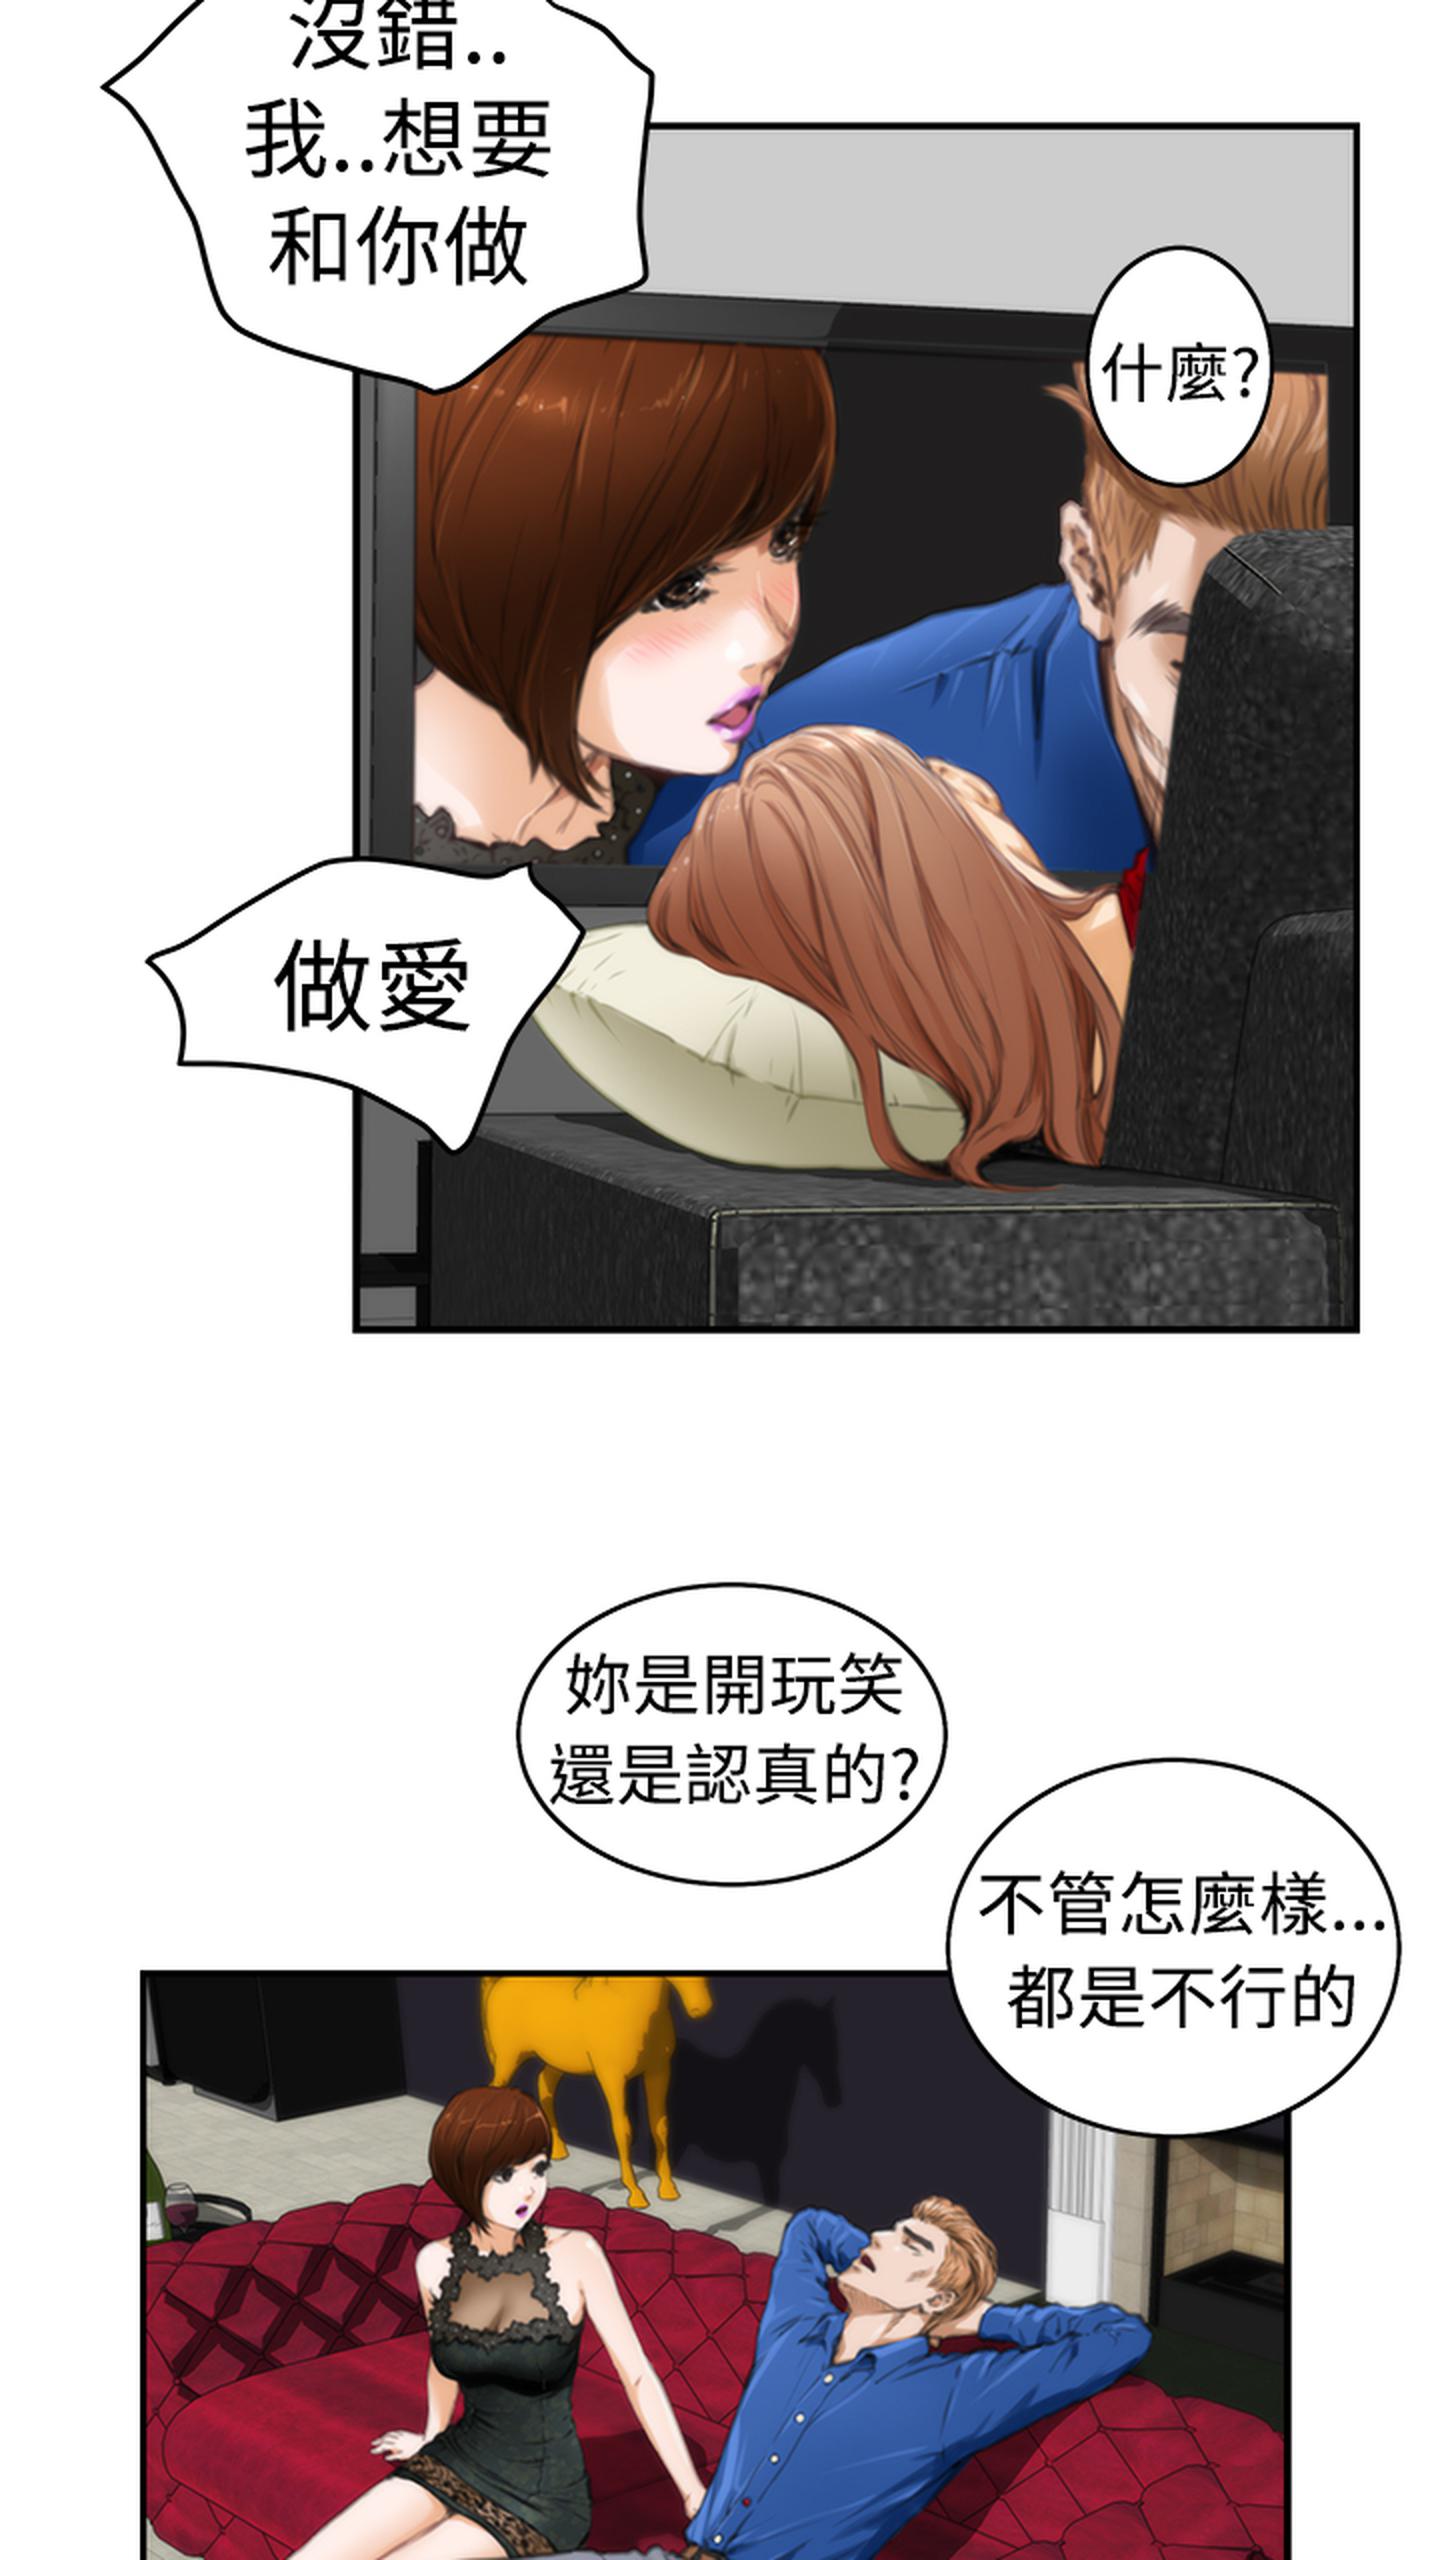 沒錯..
我..想要
和你做
什麼?
做愛
妳是開玩笑
還是認真的?
不管怎麼樣...
都是不行的